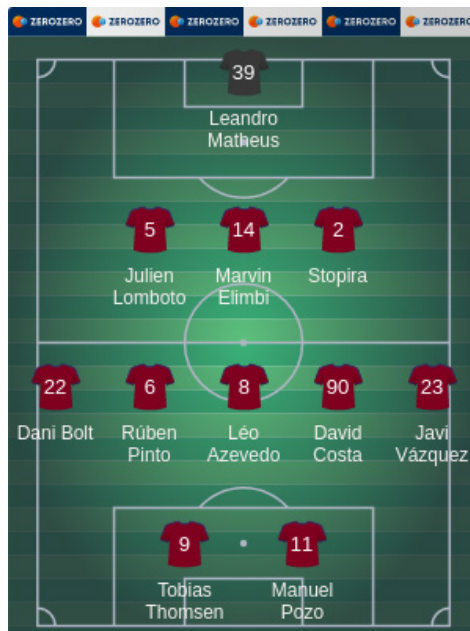 ZEROZERO ZEROZERO ZEROZERO ZEROZERO ZEROZERO ZEROZERO
39
Leandro
Matheus
5 14 2
Julien Marvin Stopira
Lomboto Elimbi
22 6 8 90 23
Dani Bolt Rúben Léo David Javi
Pinto Azevedo Costa Vázquez
9 11
Tobias Manuel
Thomsen Pozo